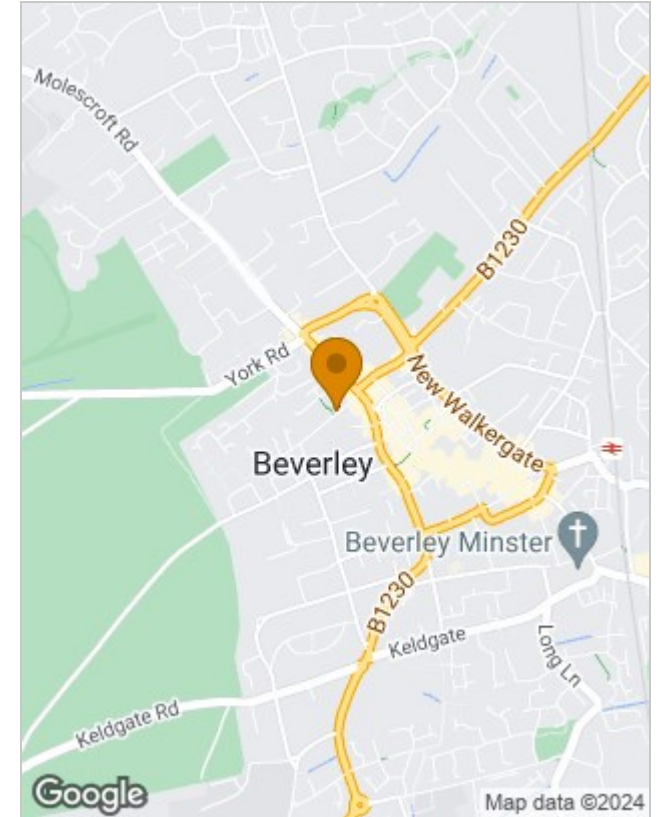 Molescroft Rd
B1230
York Rd
New Walkergate
Beverley
Beverley Minster
B1230
Keldgate
Long Ln
Keldgate Rd
Google
Map data ©2024